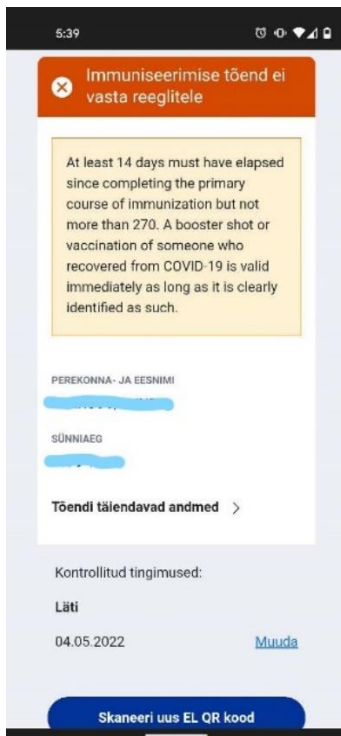 5:39
Immuniseerimise tõend ei
vasta reeglitele
At least 14 days must have elapsed
since completing the primary
course of immunization but not
more than 270. A booster shot or
vaccination of someone who
recovered from COVID-19 is valid
immediately as long as it is clearly
identified as such.
PEREKONNA- JA EESNIMI
SÜNNIAEG
Tõendi täiendavad andmed >
Kontrollitud tingimused:
Läti
04.05.2022 Muuda
Skaneeri uus EL QR kood